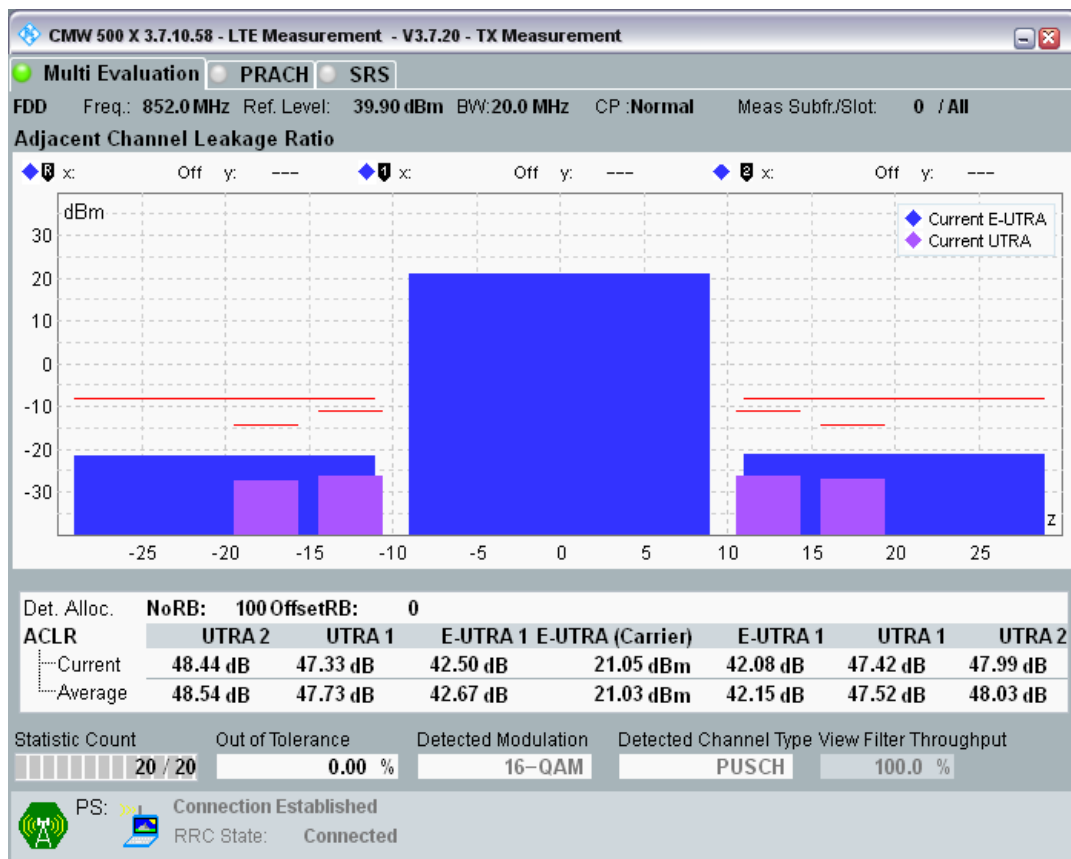 CMW 500 X 3.7.10.58 - LTE Measurement - V3.7.20 - TX Measurement
Multi Evaluation PRACH SRS
FDD Freq.: 852.0 MHz Ref. Level: 39.90 dBm BW:20.0 MHz CP :Normal Meas Subfr./Slot: 0 / All
Adjacent Channel Leakage Ratio
R x: Off y: --- 1 x: Off y: --- 2 x: Off y: ---
dBm
Current E-UTRA
Current UTRA
30
20
10
0
-10
-20
-30
z
-25 -20 -15 -10 -5 0 5 10 15 20 25
Det. Alloc. NoRB: 100 OffsetRB: 0
ACLR UTRA 2 UTRA 1 E-UTRA 1 E-UTRA (Carrier) E-UTRA 1 UTRA 1 UTRA 2
Current 48.44 dB 47.33 dB 42.50 dB 21.05 dBm 42.08 dB 47.42 dB 47.99 dB
Average 48.54 dB 47.73 dB 42.67 dB 21.03 dBm 42.15 dB 47.52 dB 48.03 dB
Statistic Count Out of Tolerance Detected Modulation Detected Channel Type View Filter Throughput
20 / 20 0.00 % 16-QAM PUSCH 100.0 %
PS: Connection Established
RRC State: Connected